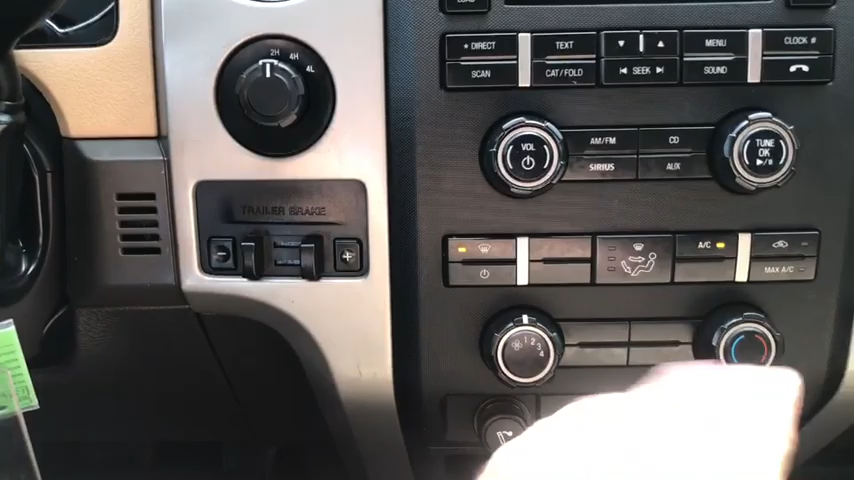 2H
4H
4L
TRAILER BRAKE
- +
LOAD
• DIRECT
TEXT
MENU
CLOCK #
SCAN
CAT/FOLD
SEEK
SOUND
VOL
AM/FM
CD
TUNE
OK
SIRIUS
AUX
A/C
MAX A/C
1 2 3 4